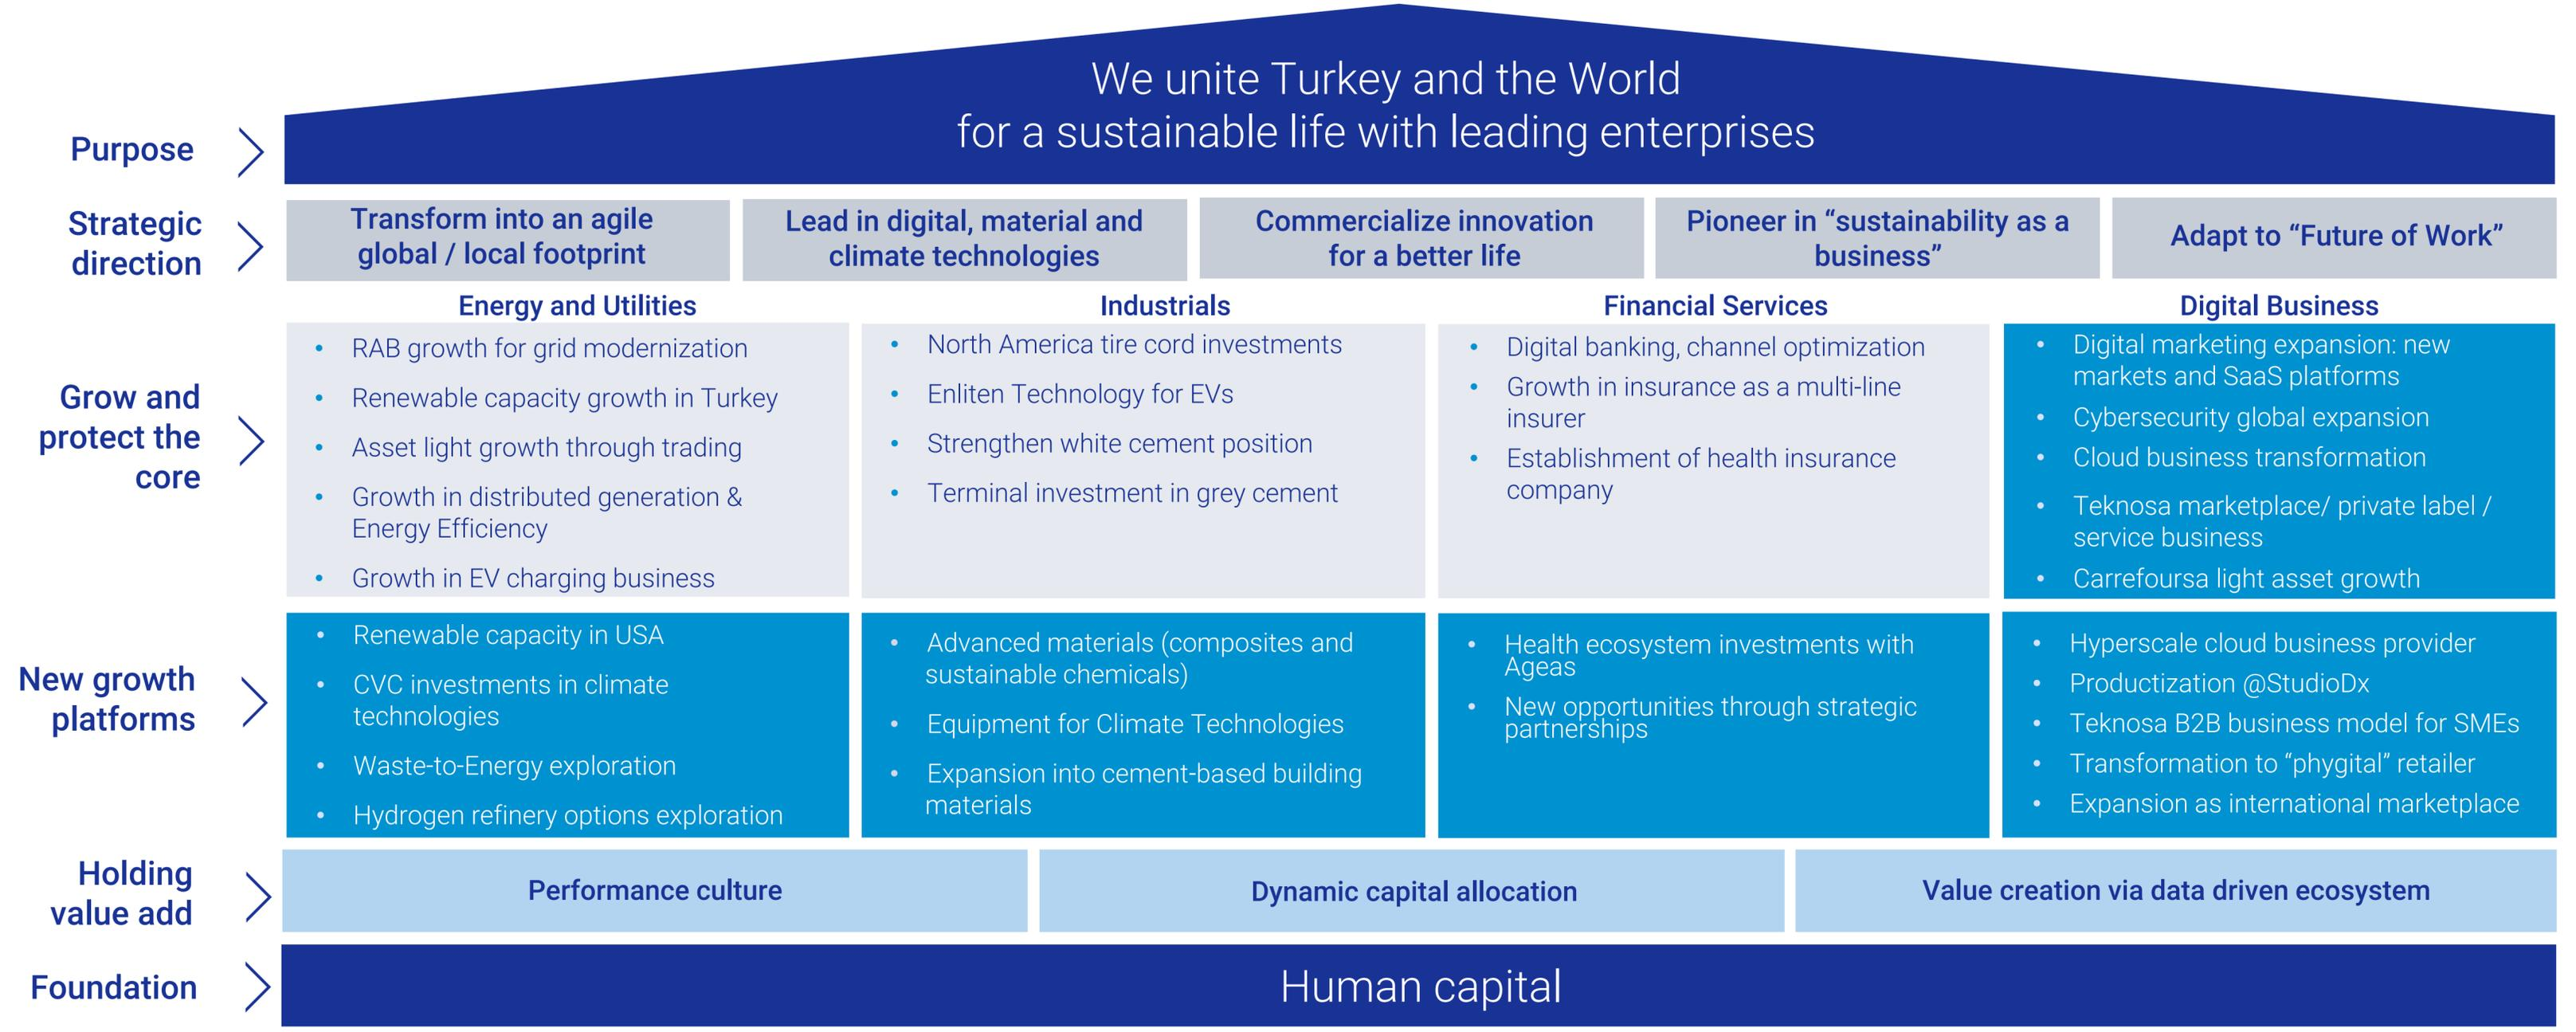 We unite Turkey and the World
for a sustainable life with leading enterprises
Purpose
Strategic
direction
Transform into an agile
global / local footprint
Lead in digital, material and
climate technologies
Commercialize innovation
for a better life
Pioneer in “sustainability as a
business”
Adapt to “Future of Work”
Energy and Utilities
Industrials
Financial Services
Digital Business
Grow and
protect the
core
• RAB growth for grid modernization
• Renewable capacity growth in Turkey
• Asset light growth through trading
• Growth in distributed generation &
Energy Efficiency
• Growth in EV charging business
• North America tire cord investments
• Enliten Technology for EVs
• Strengthen white cement position
• Terminal investment in grey cement
• Digital banking, channel optimization
• Growth in insurance as a multi-line
insurer
• Establishment of health insurance
company
• Digital marketing expansion: new
markets and SaaS platforms
• Cybersecurity global expansion
• Cloud business transformation
• Teknosa marketplace/ private label /
service business
• Carrefoursa light asset growth
New growth
platforms
• Renewable capacity in USA
• CVC investments in climate
technologies
• Waste-to-Energy exploration
• Hydrogen refinery options exploration
• Advanced materials (composites and
sustainable chemicals)
• Equipment for Climate Technologies
• Expansion into cement-based building
materials
• Health ecosystem investments with
Ageas
• New opportunities through strategic
partnerships
• Hyperscale cloud business provider
• Productization @StudioDx
• Teknosa B2B business model for SMEs
• Transformation to “phygital” retailer
• Expansion as international marketplace
Holding
value add
Performance culture
Dynamic capital allocation
Value creation via data driven ecosystem
Foundation
Human capital